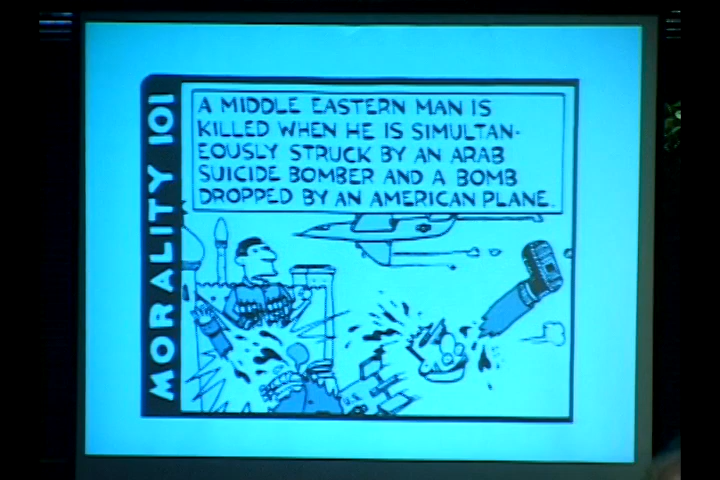 MORALITY 101
A MIDDLE EASTERN MAN IS
KILLED WHEN HE IS SIMULTAN-
EOUSLY STRUCK BY AN ARAB
SUICIDE BOMBER AND A BOMB
DROPPED BY AN AMERICAN PLANE.
U.S.